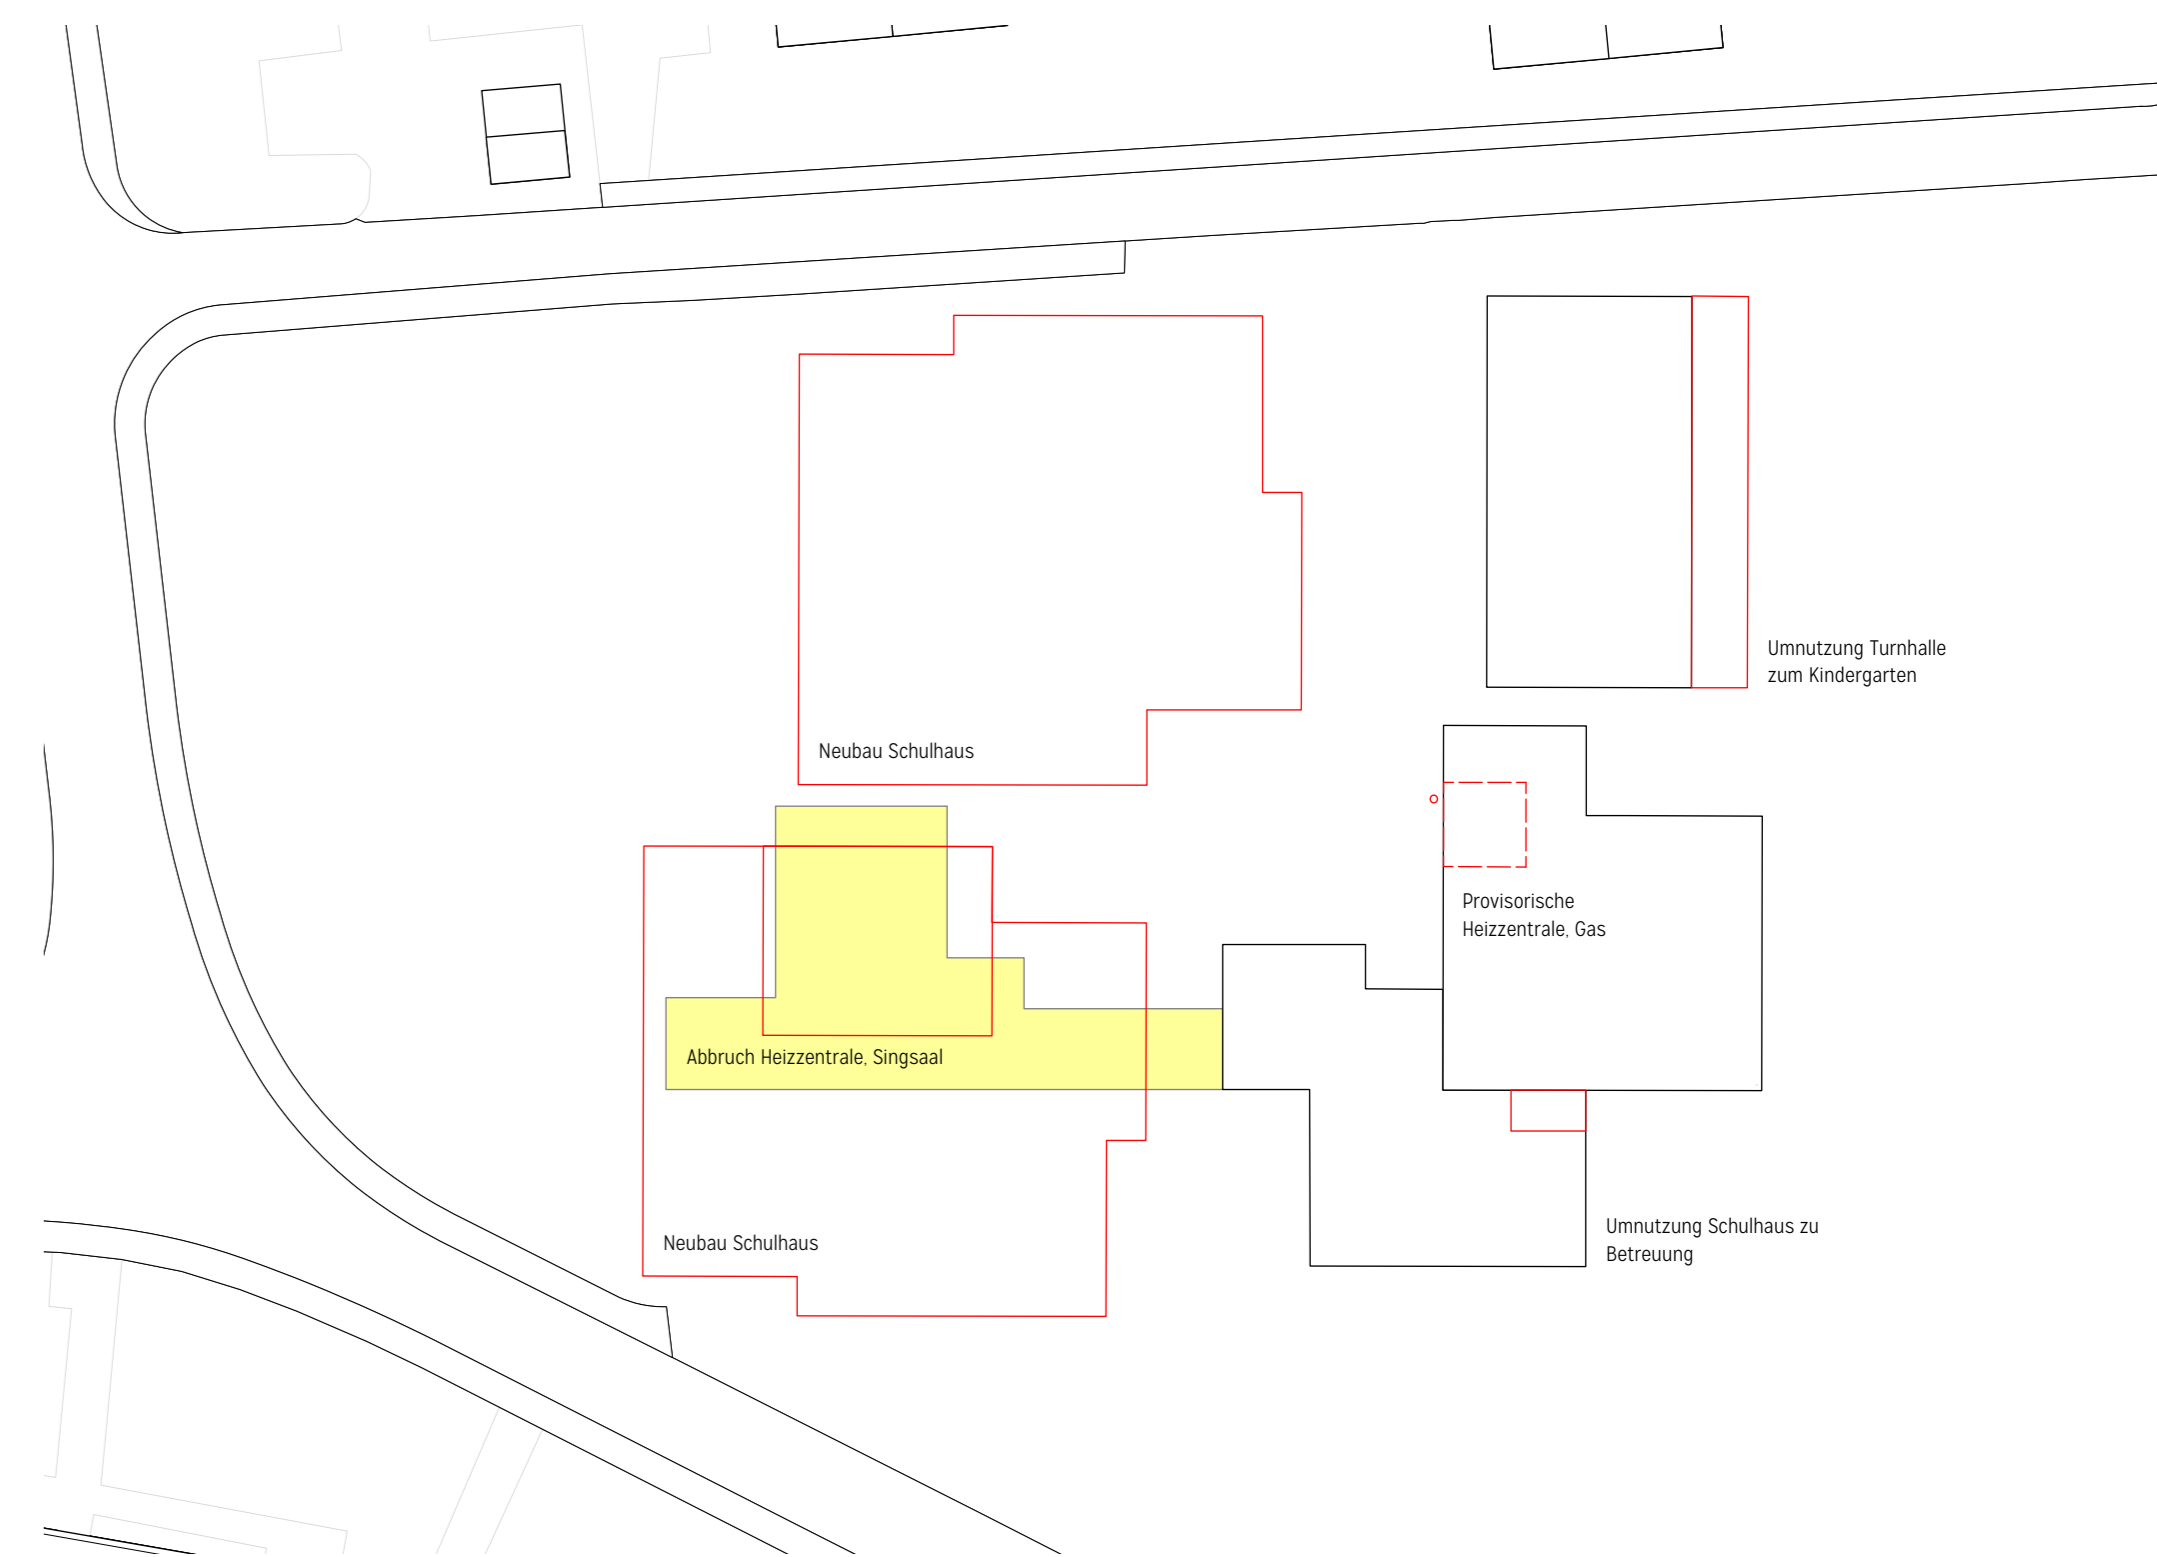 Umnutzung Turnhalle
zum Kindergarten
Neubau Schulhaus
Provisorische
Heizzentrale, Gas
Abbruch Heizzentrale, Singsaal
Neubau Schulhaus
Umnutzung Schulhaus zu
Betreuung